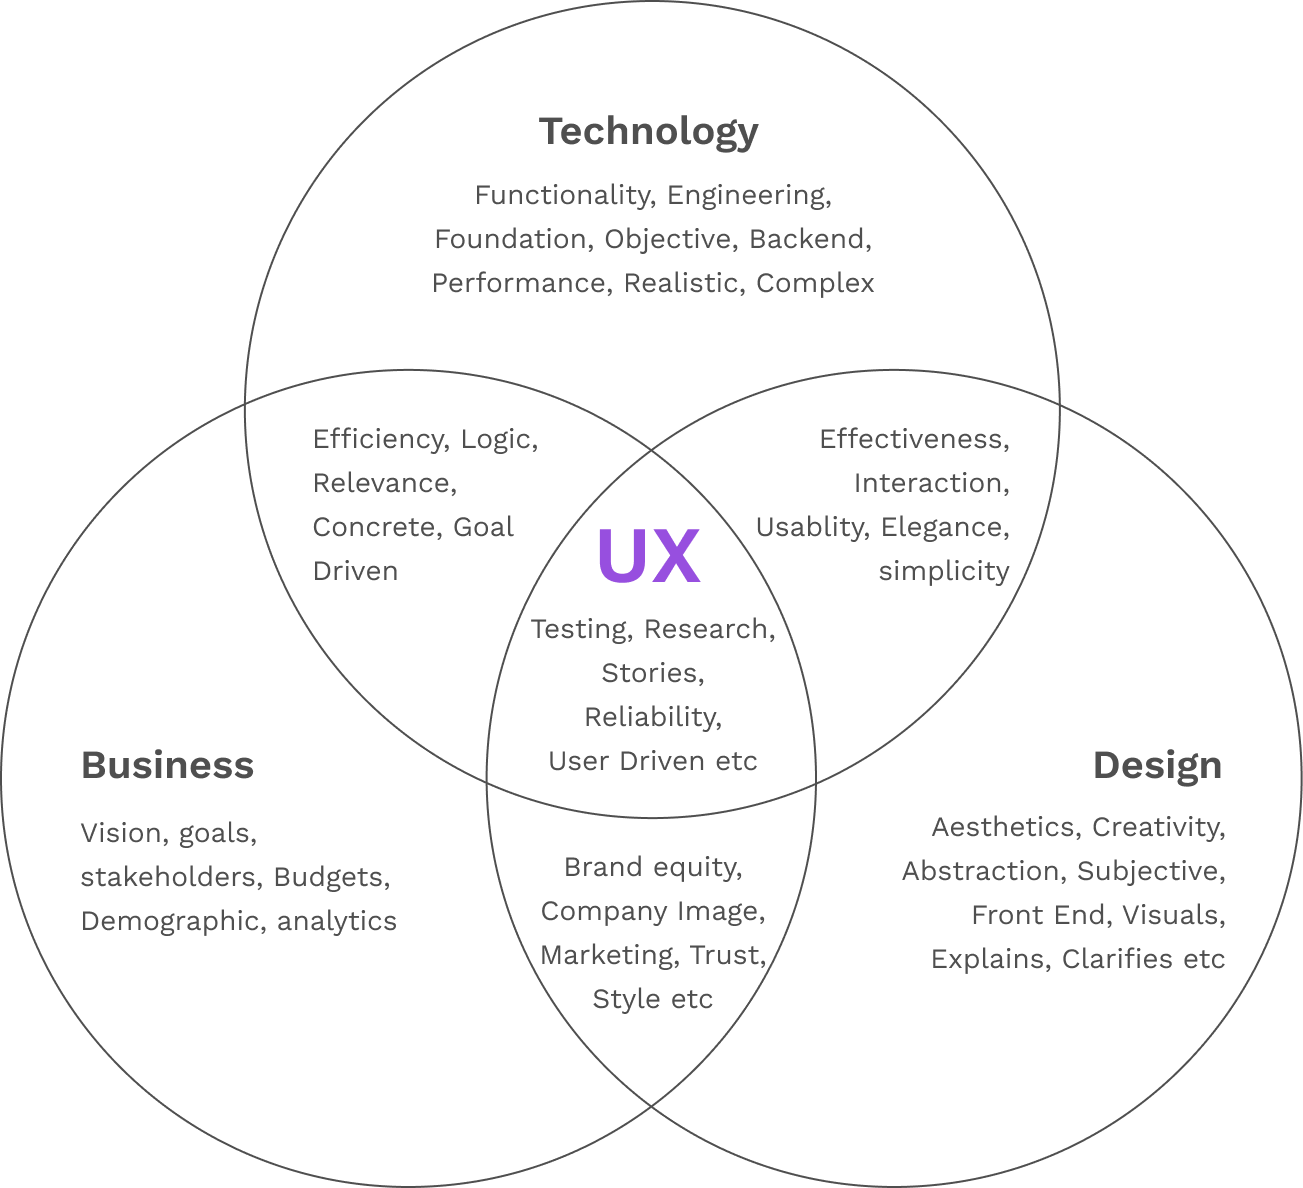 Technology
Functionality, Engineering,
Foundation, Objective, Backend,
Performance, Realistic, Complex
Efficiency, Logic,
Relevance,
Concrete, Goal
Driven
Effectiveness,
Interaction,
Usablity, Elegance,
simplicity
UX
Testing, Research,
Stories,
Reliability,
User Driven etc
Business
Vision, goals,
stakeholders, Budgets,
Demographic, analytics
Brand equity,
Company Image,
Marketing, Trust,
Style etc
Design
Aesthetics, Creativity,
Abstraction, Subjective,
Front End, Visuals,
Explains, Clarifies etc